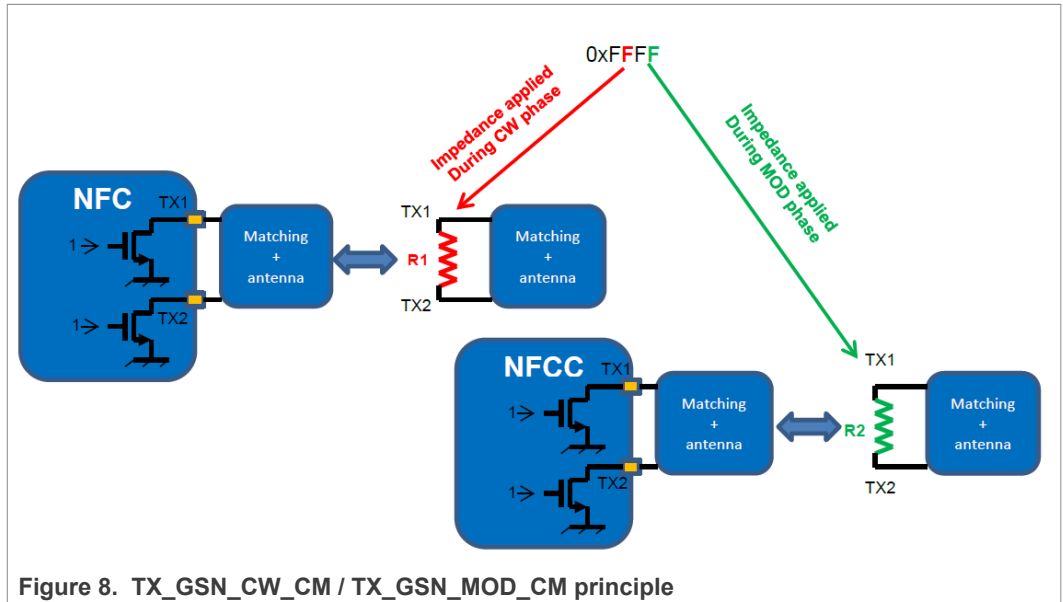 0xFFFF
Impedance applied
During CW phase
Impedance applied
During MOD phase
NFC
TX1
1
TX2
1
Matching
+
antenna
TX1
R1
TX2
Matching
+
antenna
NFCC
TX1
1
TX2
1
Matching
+
antenna
TX1
R2
TX2
Matching
+
antenna
Figure 8. TX_GSN_CW_CM / TX_GSN_MOD_CM principle